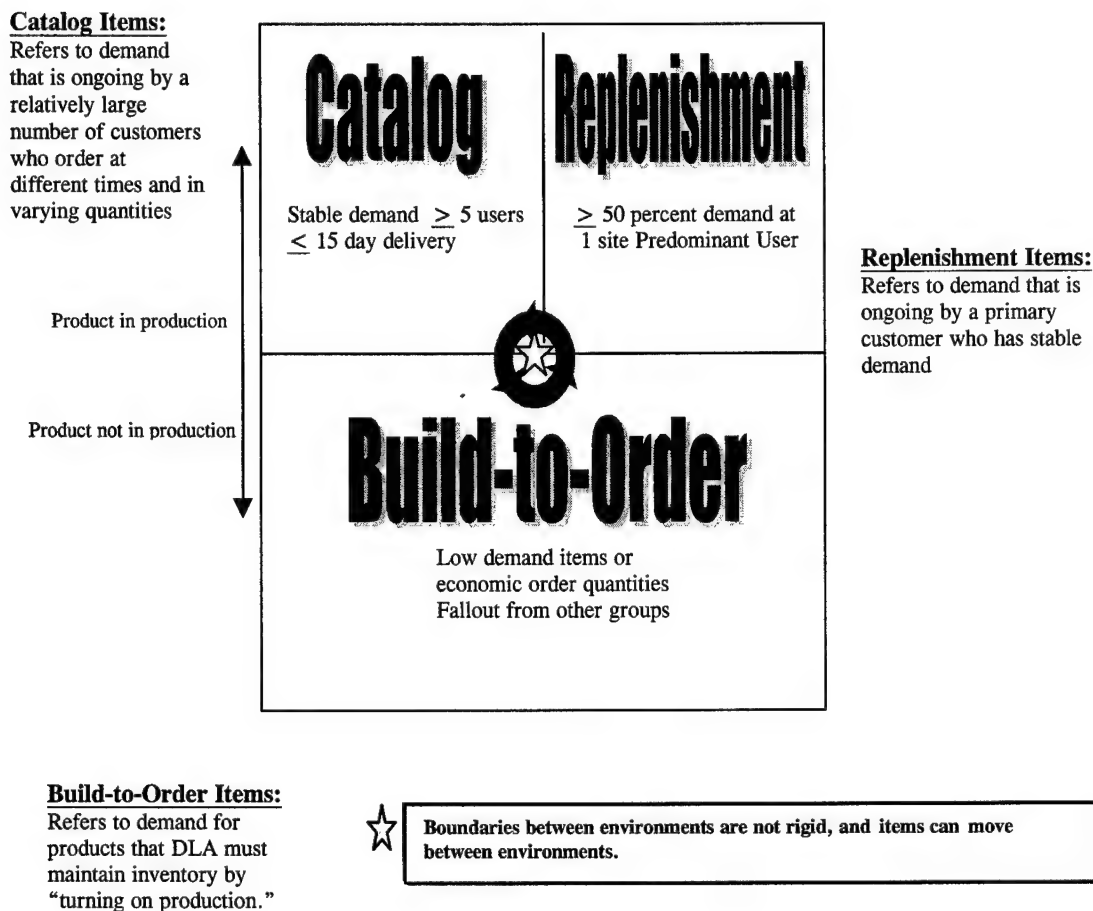 Catalog Items:
Refers to demand
that is ongoing by a
relatively large
number of customers
who order at
different times and in
varying quantities
Catalog
Stable demand ≥ 5 users
≤ 15 day delivery
Replenishment
≥ 50 percent demand at
1 site Predominant User
Replenishment Items:
Refers to demand that is
ongoing by a primary
customer who has stable
demand
Product in production
Product not in production
Build-to-Order
Low demand items or
economic order quantities
Fallout from other groups
Build-to-Order Items:
Refers to demand for
products that DLA must
maintain inventory by
“turning on production.”
Boundaries between environments are not rigid, and items can move
between environments.